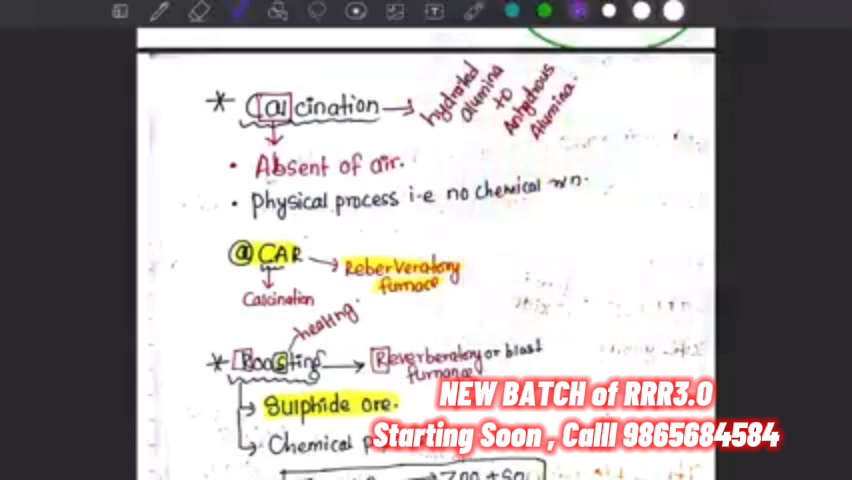 * Calcination → hydrated alumina to Anhydrous Alumina.
• Absent of air.
• Physical process i.e no chemical rxn.
@ CAR → ReberVeratory furnace
Calcination
heating
* Roasting → Reverberatory or blast furnance
→ Sulphide ore.
→ Chemical
NEW BATCH of RRR3.0
Starting Soon , Calll 9865684584